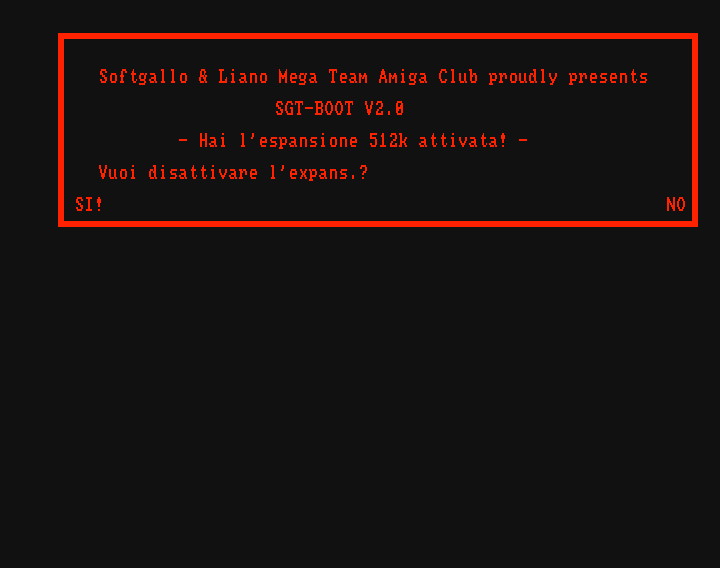 Softgallo & Liano Mega Team Amiga Club proudly presents
SGT-BOOT V2.0
- Hai l'espansione 512k attivata! -
Vuoi disattivare l'expans.?
SI! NO